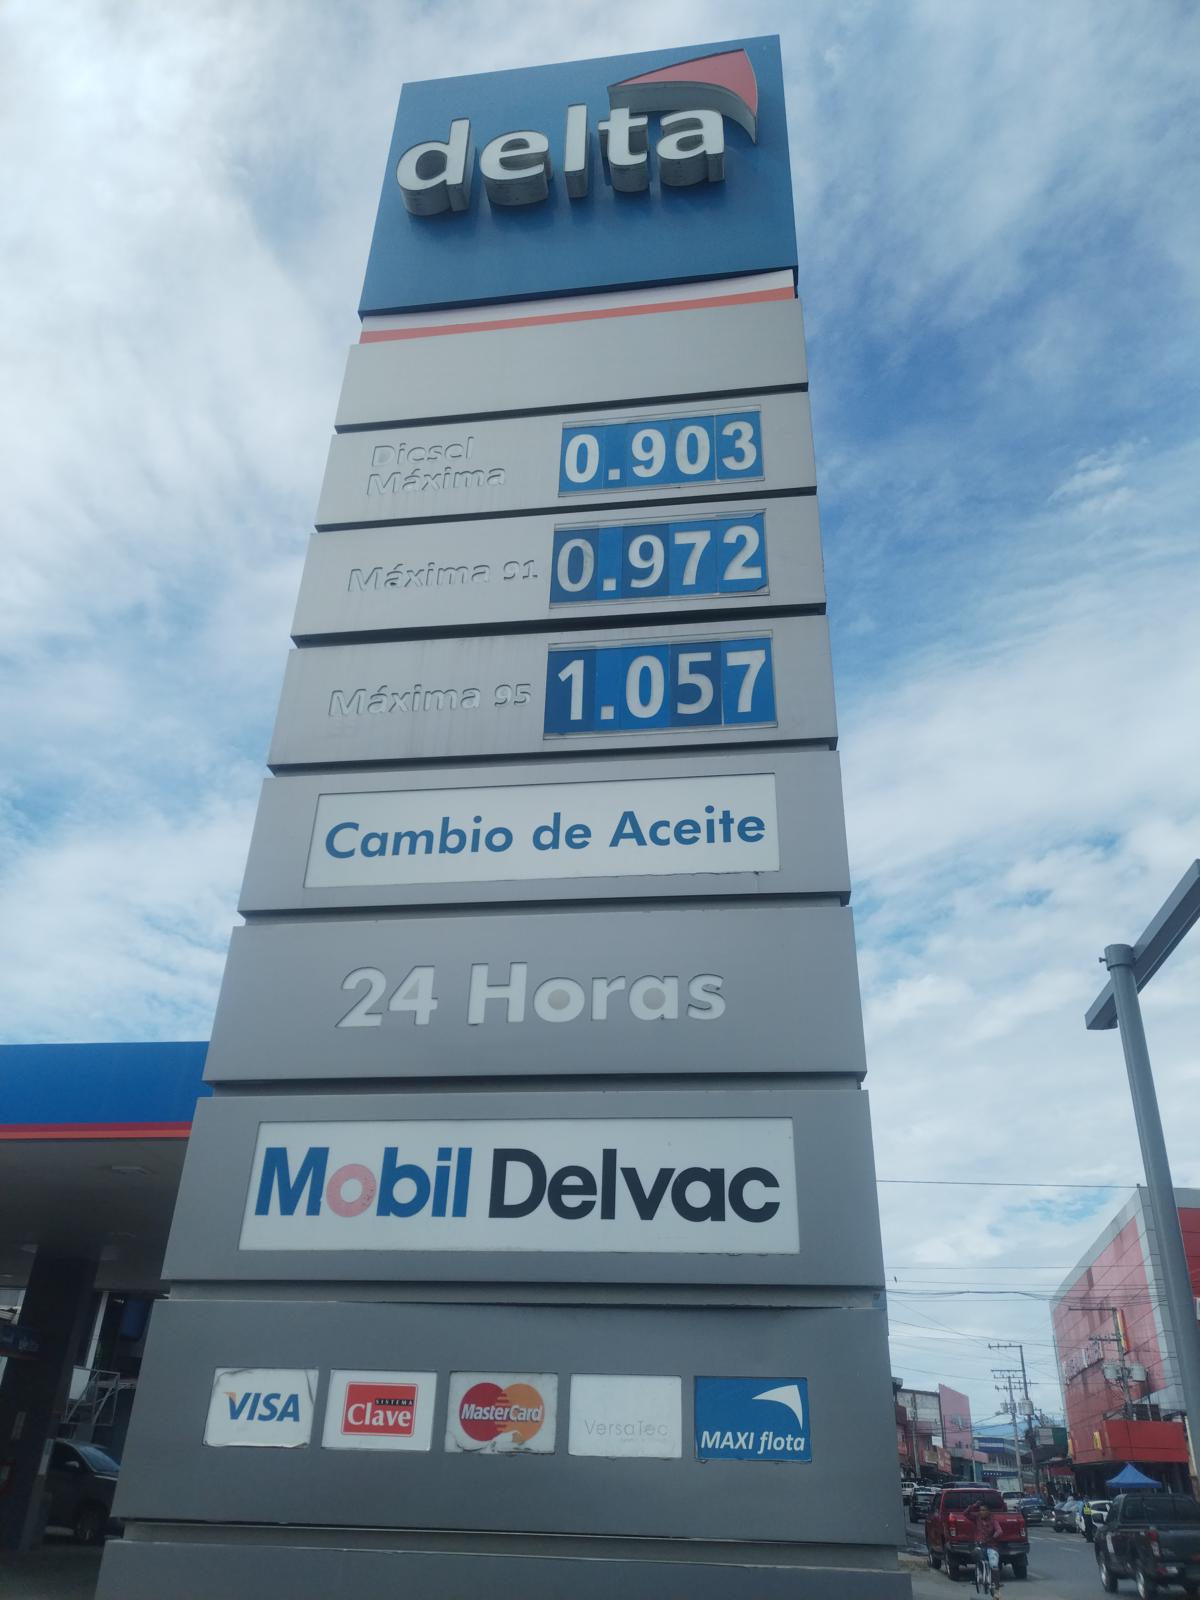 delta
Diesel
Máxima
0.903
Máxima 91
0.972
Máxima 95
1.057
Cambio de Aceite
24 Horas
Mobil Delvac
VISA
SISTEMA
Clave
MasterCard
VersaTec
MAXI flota